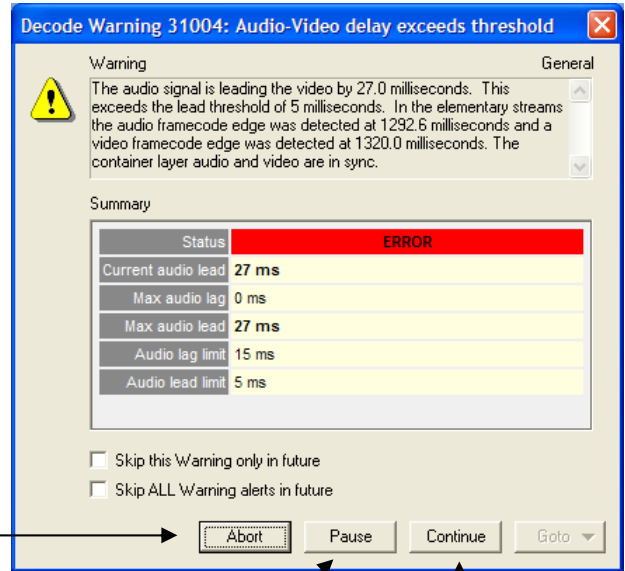 Decode Warning 31004: Audio-Video delay exceeds threshold
Warning General
The audio signal is leading the video by 27.0 milliseconds. This
exceeds the lead threshold of 5 milliseconds. In the elementary streams
the audio framecode edge was detected at 1292.6 milliseconds and a
video framecode edge was detected at 1320.0 milliseconds. The
container layer audio and video are in sync.
Summary
Status ERROR
Current audio lead 27 ms
Max audio lag 0 ms
Max audio lead 27 ms
Audio lag limit 15 ms
Audio lead limit 5 ms
Skip this Warning only in future
Skip ALL Warning alerts in future
Abort Pause Continue Goto